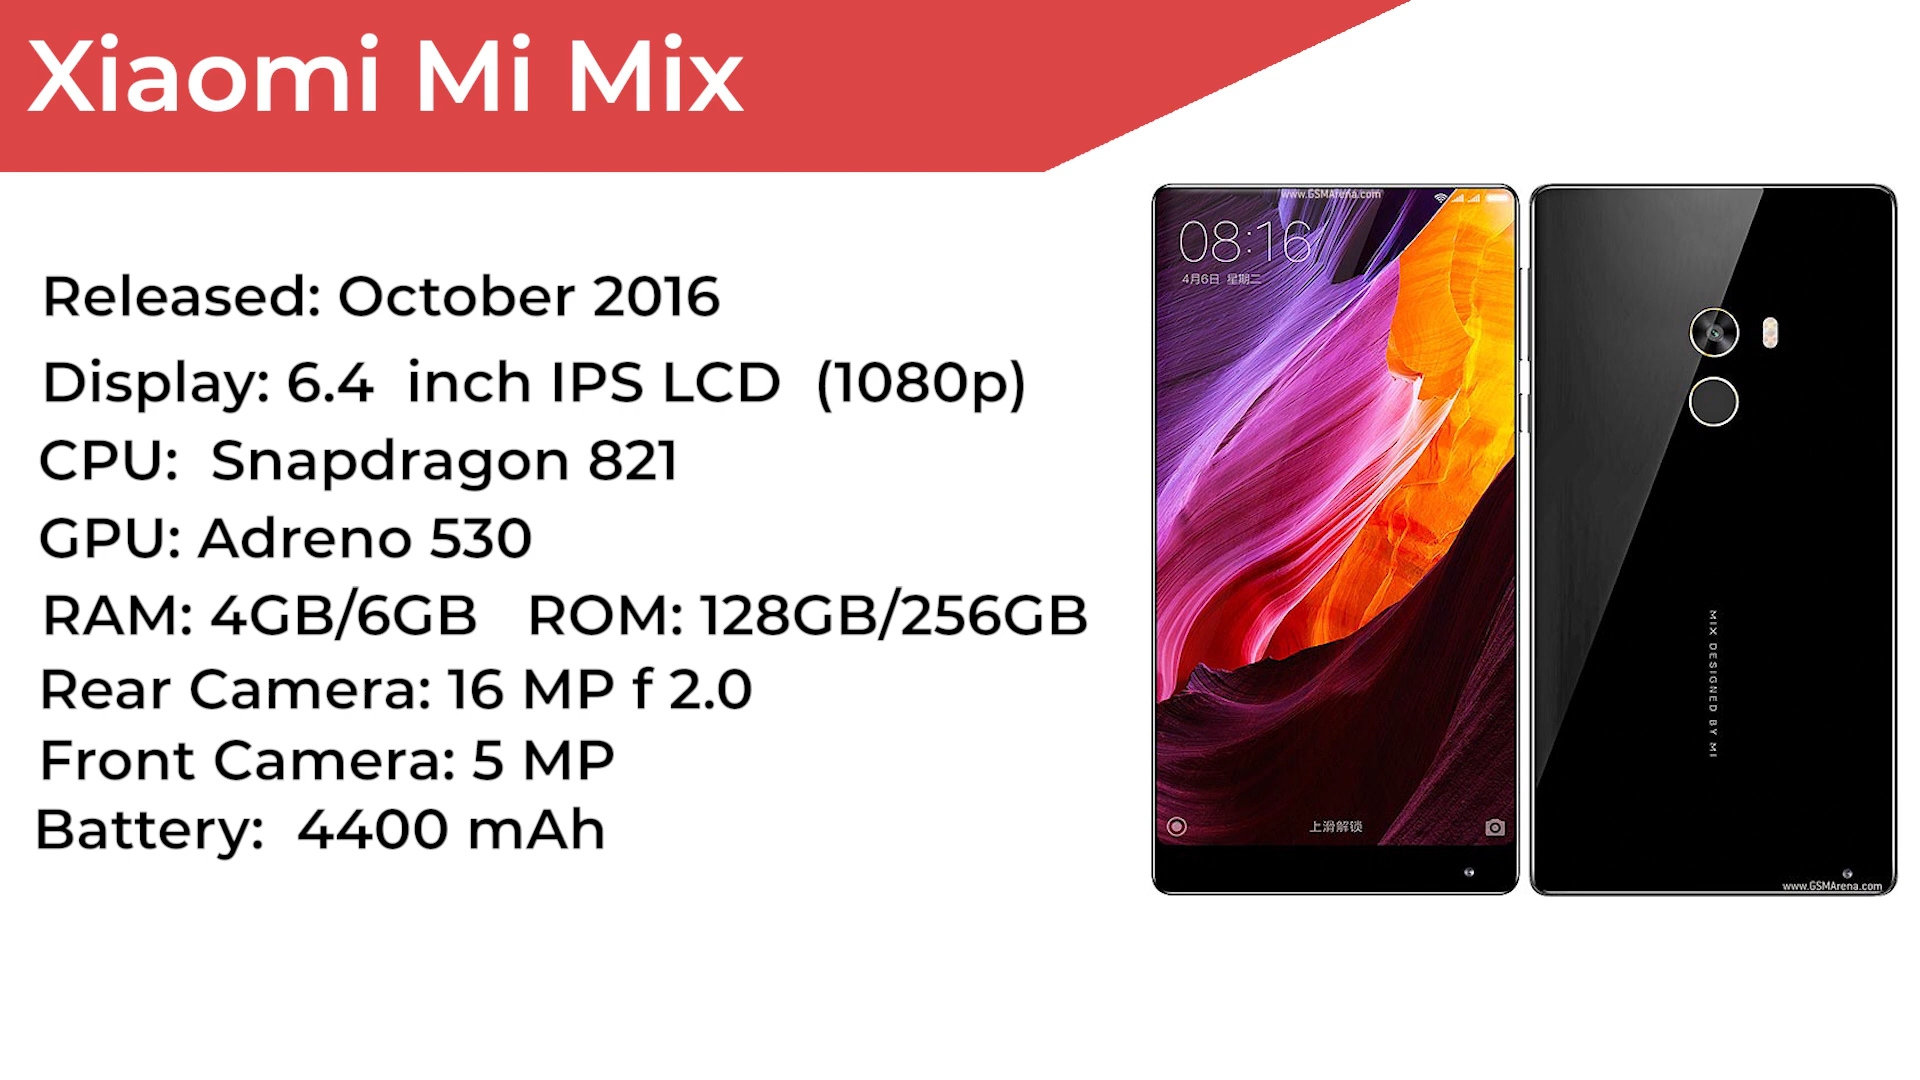 Xiaomi Mi Mix
Released: October 2016
Display: 6.4 inch IPS LCD (1080p)
CPU: Snapdragon 821
GPU: Adreno 530
RAM: 4GB/6GB ROM: 128GB/256GB
Rear Camera: 16 MP f 2.0
Front Camera: 5 MP
Battery: 4400 mAh
www.GSMArena.com
08:16
4月6日 星期二
上滑解锁
MIX DESIGNED BY MI
www.GSMArena.com